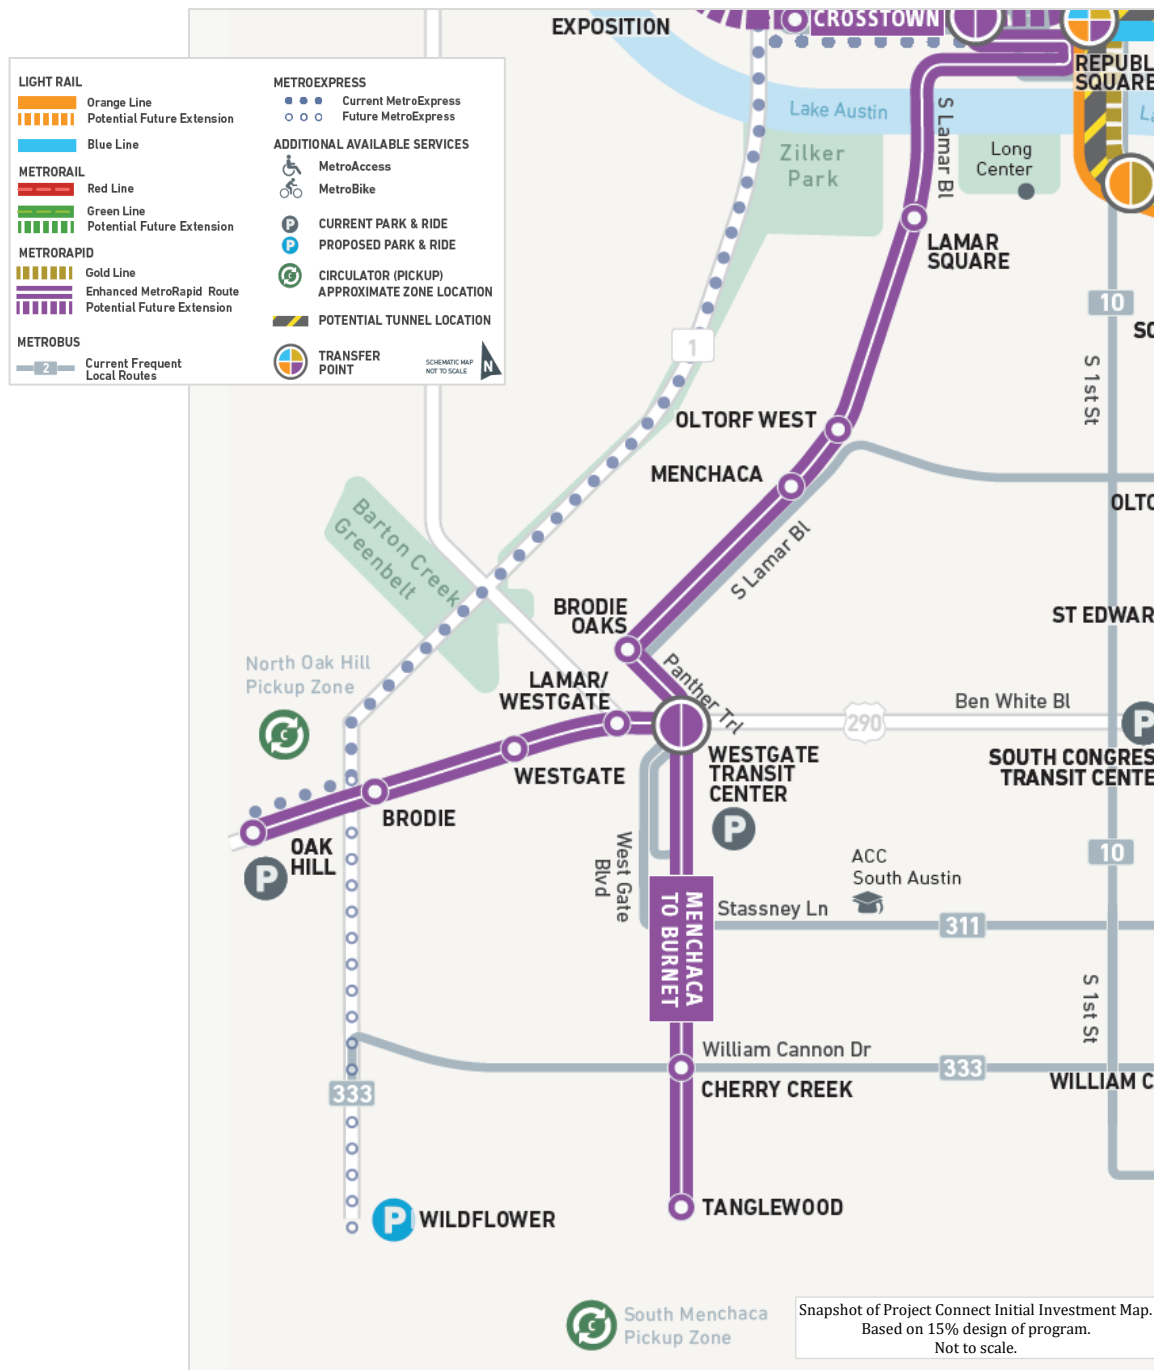 EXPOSITION
CROSSTOWN
REPUBL
SQUARE
LIGHT RAIL
Orange Line
Potential Future Extension
Blue Line
METRORAIL
Red Line
Green Line
Potential Future Extension
METRORAPID
Gold Line
Enhanced MetroRapid Route
Potential Future Extension
METROBUS
2
Current Frequent
Local Routes
METROEXPRESS
Current MetroExpress
Future MetroExpress
ADDITIONAL AVAILABLE SERVICES
MetroAccess
MetroBike
P
CURRENT PARK & RIDE
P
PROPOSED PARK & RIDE
C
CIRCULATOR (PICKUP)
APPROXIMATE ZONE LOCATION
POTENTIAL TUNNEL LOCATION
TRANSFER
POINT
SCHEMATIC MAP
NOT TO SCALE
N
Lake Austin
La
S Lamar Bl
Zilker
Park
Long
Center
LAMAR
SQUARE
10
SO
1
S 1st St
OLTORF WEST
MENCHACA
OLTO
Barton Creek
Greenbelt
S Lamar Bl
BRODIE
OAKS
ST EDWAR
North Oak Hill
Pickup Zone
C
LAMAR/
WESTGATE
Panther Trl
Ben White Bl
290
P
WESTGATE
WESTGATE
TRANSIT
CENTER
P
SOUTH CONGRES
TRANSIT CENTE
BRODIE
OAK
HILL
P
West Gate
Blvd
ACC
South Austin
10
MENCHACA
TO BURNET
Stassney Ln
311
S 1st St
William Cannon Dr
333
333
CHERRY CREEK
WILLIAM C
TANGLEWOOD
P
WILDFLOWER
C
South Menchaca
Pickup Zone
Snapshot of Project Connect Initial Investment Map.
Based on 15% design of program.
Not to scale.